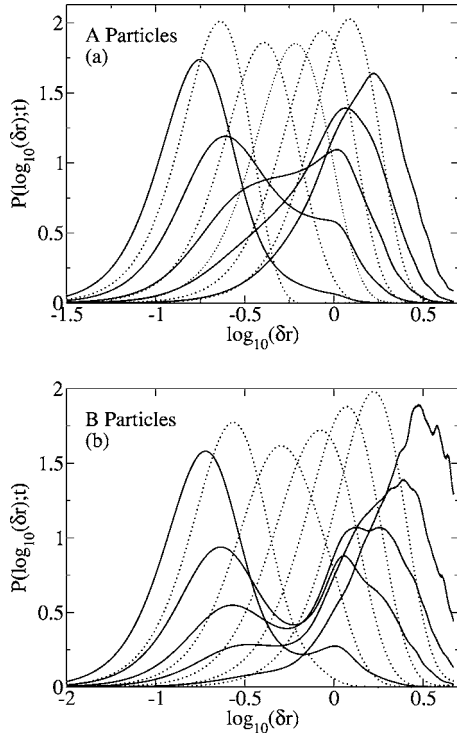 A Particles
(a)
P(log10(δr);t)
2
1.5
1
0.5
0
-1.5 -1 -0.5 0 0.5
log10(δr)
B Particles
(b)
P(log10(δr);t)
2
1.5
1
0.5
0
-2 -1.5 -1 -0.5 0 0.5
log10(δr)